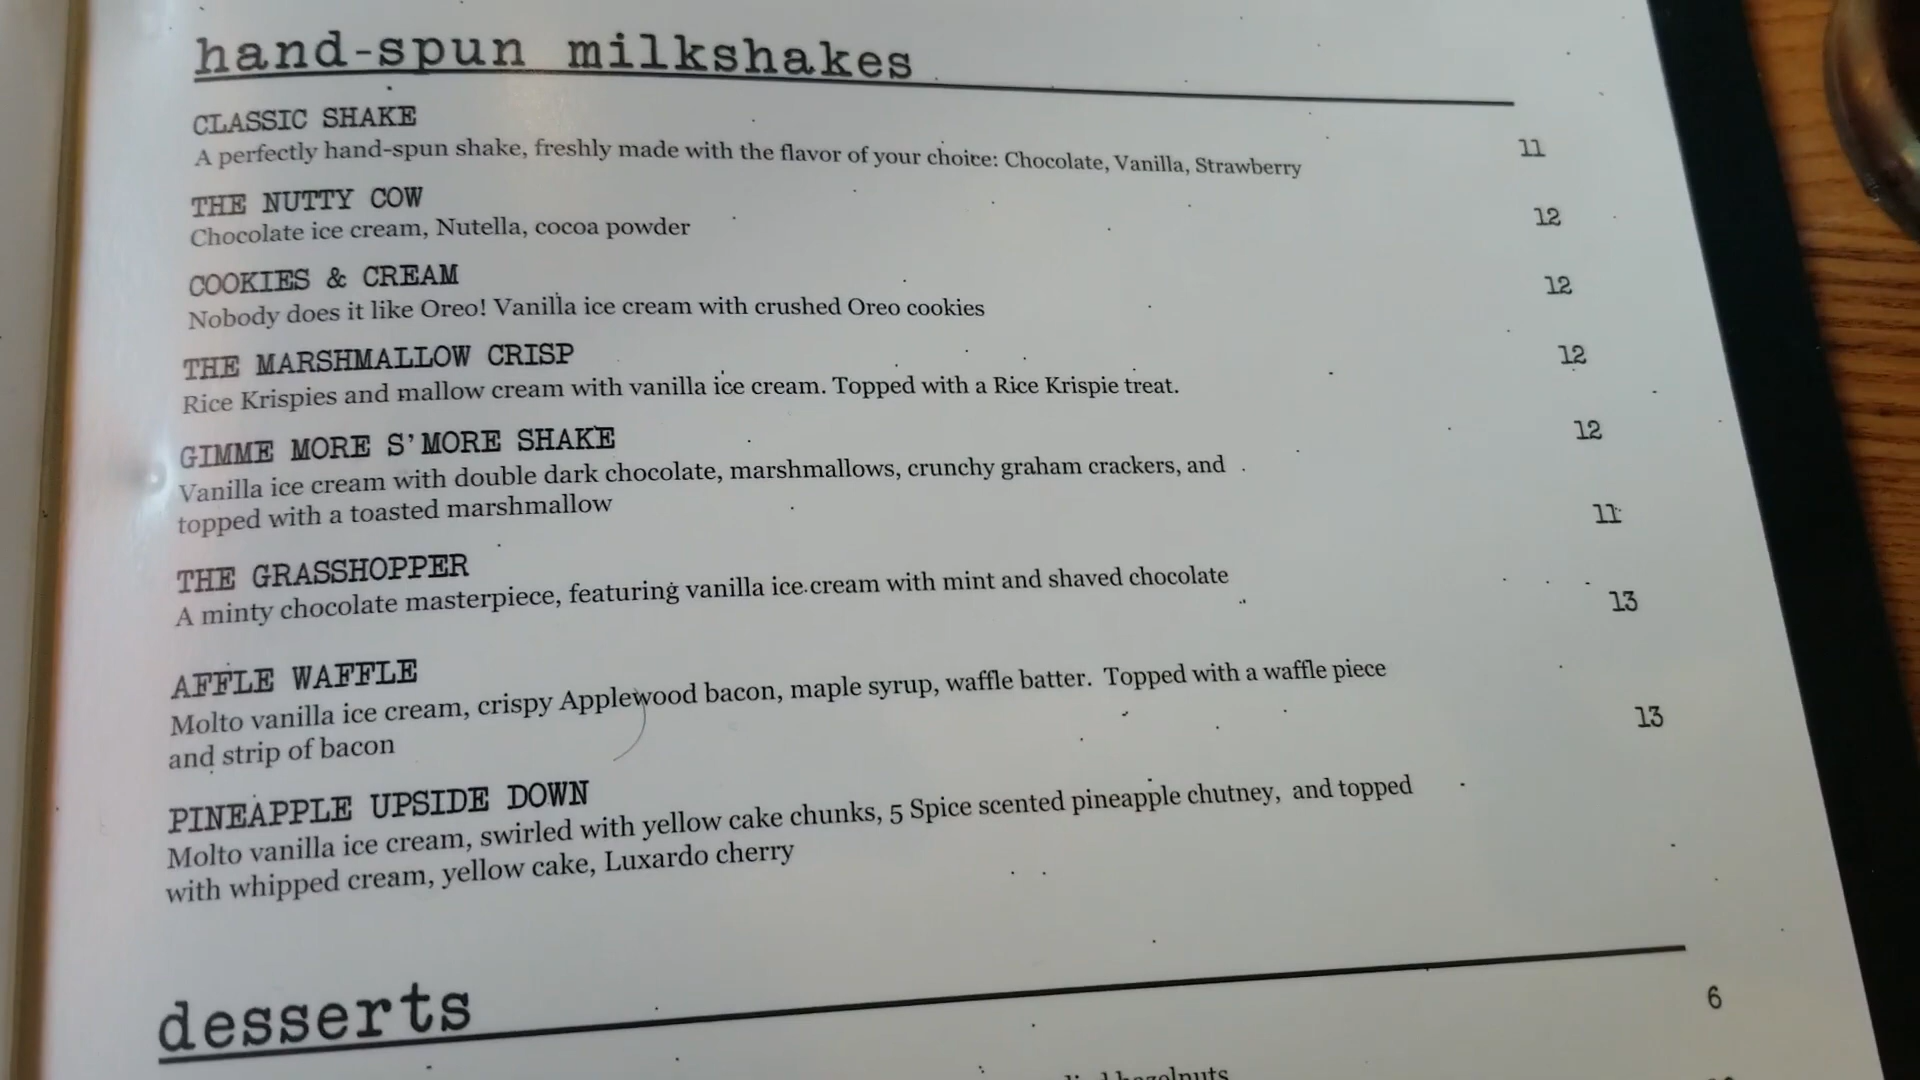 hand-spun milkshakes
CLASSIC SHAKE 11
A perfectly hand-spun shake, freshly made with the flavor of your choice: Chocolate, Vanilla, Strawberry
THE NUTTY COW 12
Chocolate ice cream, Nutella, cocoa powder
COOKIES & CREAM 12
Nobody does it like Oreo! Vanilla ice cream with crushed Oreo cookies
THE MARSHMALLOW CRISP 12
Rice Krispies and mallow cream with vanilla ice cream. Topped with a Rice Krispie treat.
GIMME MORE S'MORE SHAKE 12
Vanilla ice cream with double dark chocolate, marshmallows, crunchy graham crackers, and
topped with a toasted marshmallow
THE GRASSHOPPER 11
A minty chocolate masterpiece, featuring vanilla ice cream with mint and shaved chocolate
AFFLE WAFFLE 13
Molto vanilla ice cream, crispy Applewood bacon, maple syrup, waffle batter. Topped with a waffle piece
and strip of bacon
PINEAPPLE UPSIDE DOWN 13
Molto vanilla ice cream, swirled with yellow cake chunks, 5 Spice scented pineapple chutney, and topped
with whipped cream, yellow cake, Luxardo cherry
desserts
6
hazelnuts